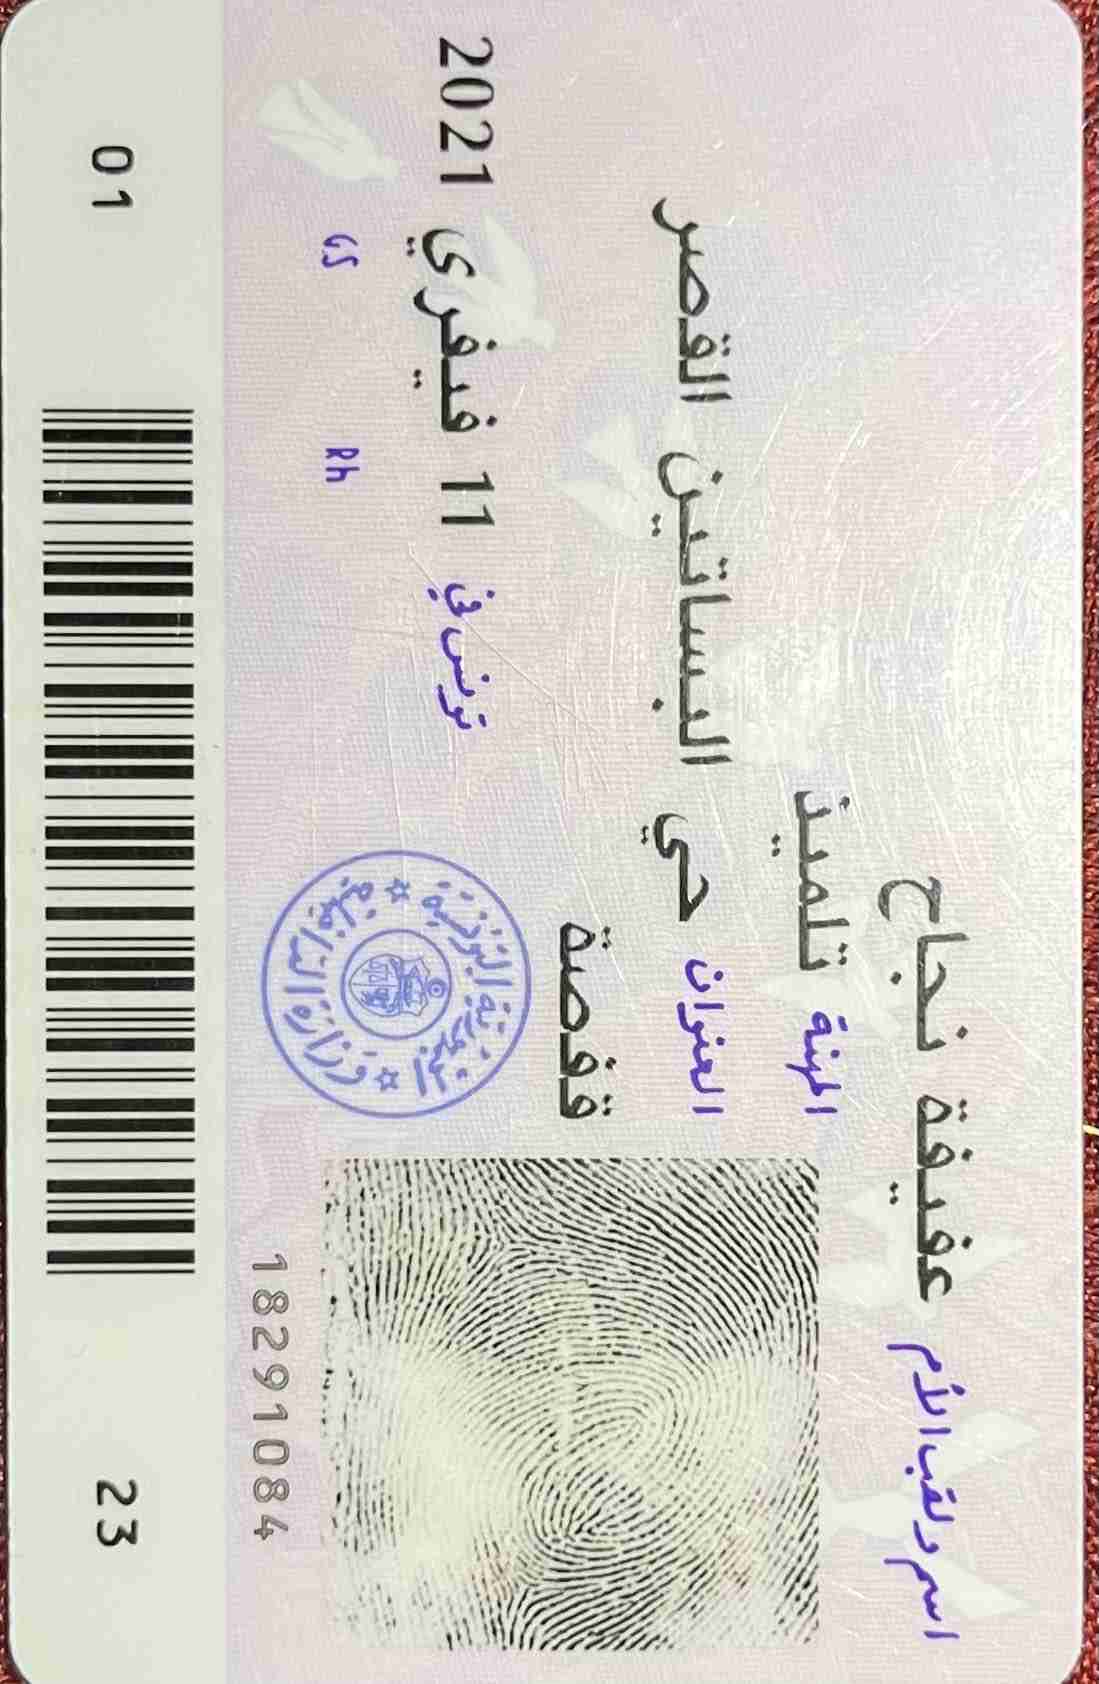 اسم ولقب الأم عفيفة نجاح
المهنة تلميذ
العنوان حي البساتين القصر
قفصة
تونس في 11 فيفري 2021
Rh GS
الجمهورية التونسية
وزارة الداخلية
18291084
23 01